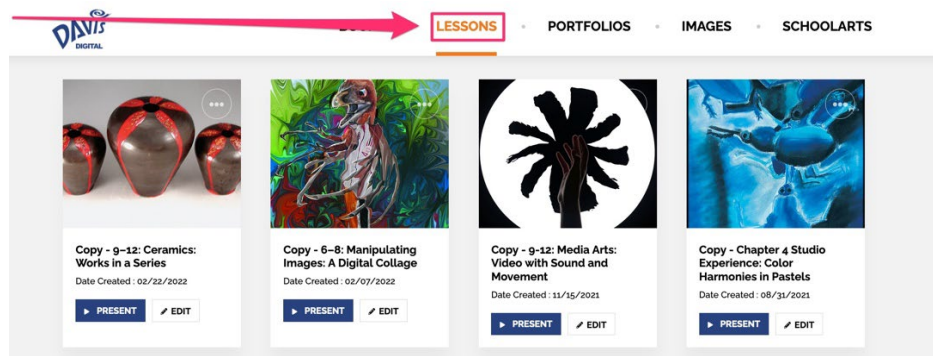 DAVIS
DIGITAL
LESSONS
PORTFOLIOS
IMAGES
SCHOOLARTS
Copy - 9–12: Ceramics:
Works in a Series
Date Created : 02/22/2022
PRESENT
EDIT
Copy - 6–8: Manipulating
Images: A Digital Collage
Date Created : 02/07/2022
PRESENT
EDIT
Copy - 9-12: Media Arts:
Video with Sound and
Movement
Date Created : 11/15/2021
PRESENT
EDIT
Copy - Chapter 4 Studio
Experience: Color
Harmonies in Pastels
Date Created : 08/31/2021
PRESENT
EDIT